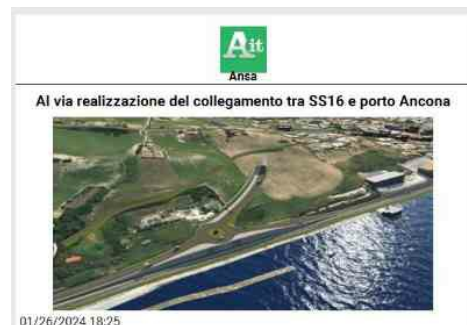 Ait
Ansa
Al via realizzazione del collegamento tra SS16 e porto Ancona
01/26/2024 18:25